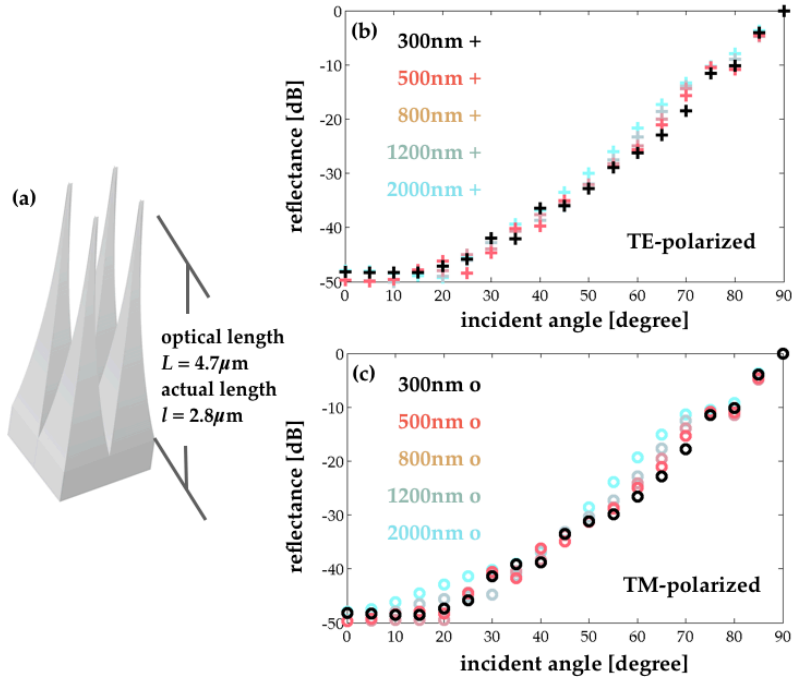 (a)
optical length
L = 4.7μm
actual length
l = 2.8μm
(b)
300nm +
500nm +
800nm +
1200nm +
2000nm +
TE-polarized
reflectance [dB]
0
-10
-20
-30
-40
-50
0 10 20 30 40 50 60 70 80 90
incident angle [degree]
(c)
300nm o
500nm o
800nm o
1200nm o
2000nm o
TM-polarized
reflectance [dB]
0
-10
-20
-30
-40
-50
0 10 20 30 40 50 60 70 80 90
incident angle [degree]